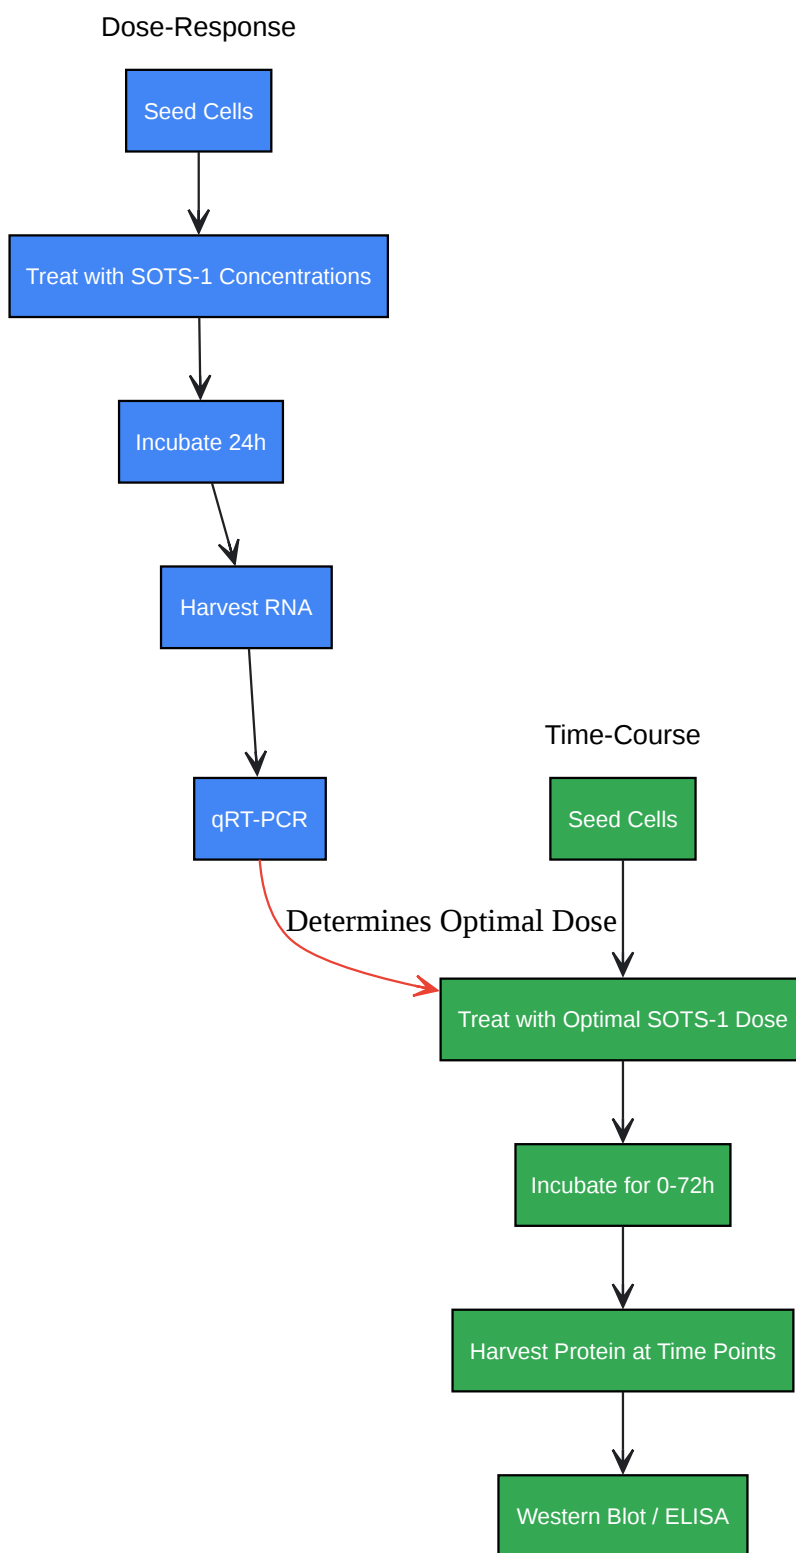 Dose-Response
Seed Cells
Treat with SOTS-1 Concentrations
Incubate 24h
Harvest RNA
qRT-PCR
Time-Course
Seed Cells
Determines Optimal Dose
Treat with Optimal SOTS-1 Dose
Incubate for 0-72h
Harvest Protein at Time Points
Western Blot / ELISA